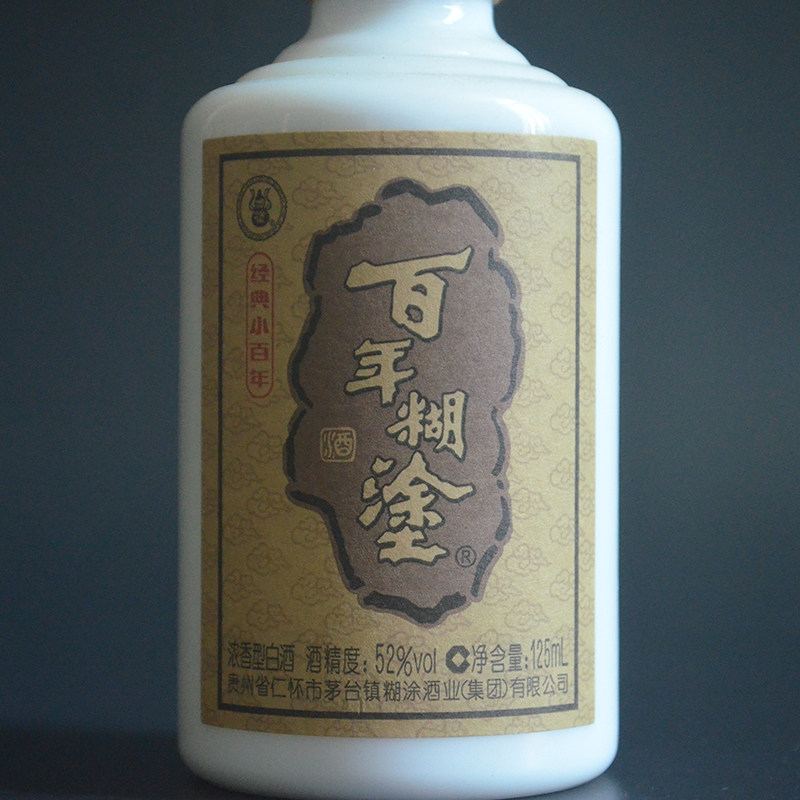 经典小百年
百年糊塗
酒
®
浓香型白酒 酒精度：52%vol 净含量：125mL
贵州省仁怀市茅台镇糊涂酒业(集团)有限公司